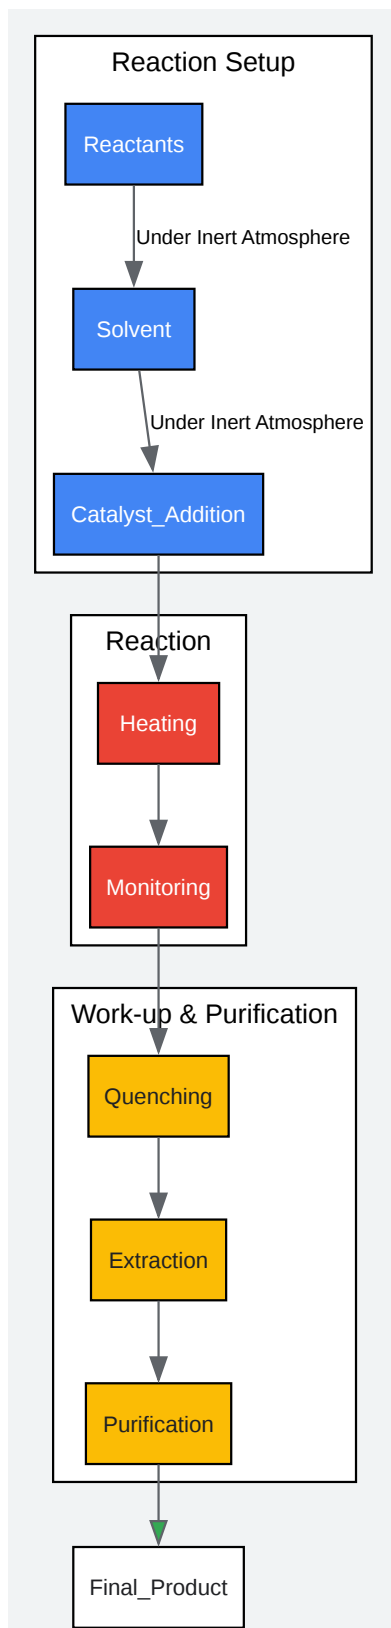 Reaction Setup
Reactants
Under Inert Atmosphere
Solvent
Under Inert Atmosphere
Catalyst_Addition
Reaction
Heating
Monitoring
Work-up & Purification
Quenching
Extraction
Purification
Final_Product